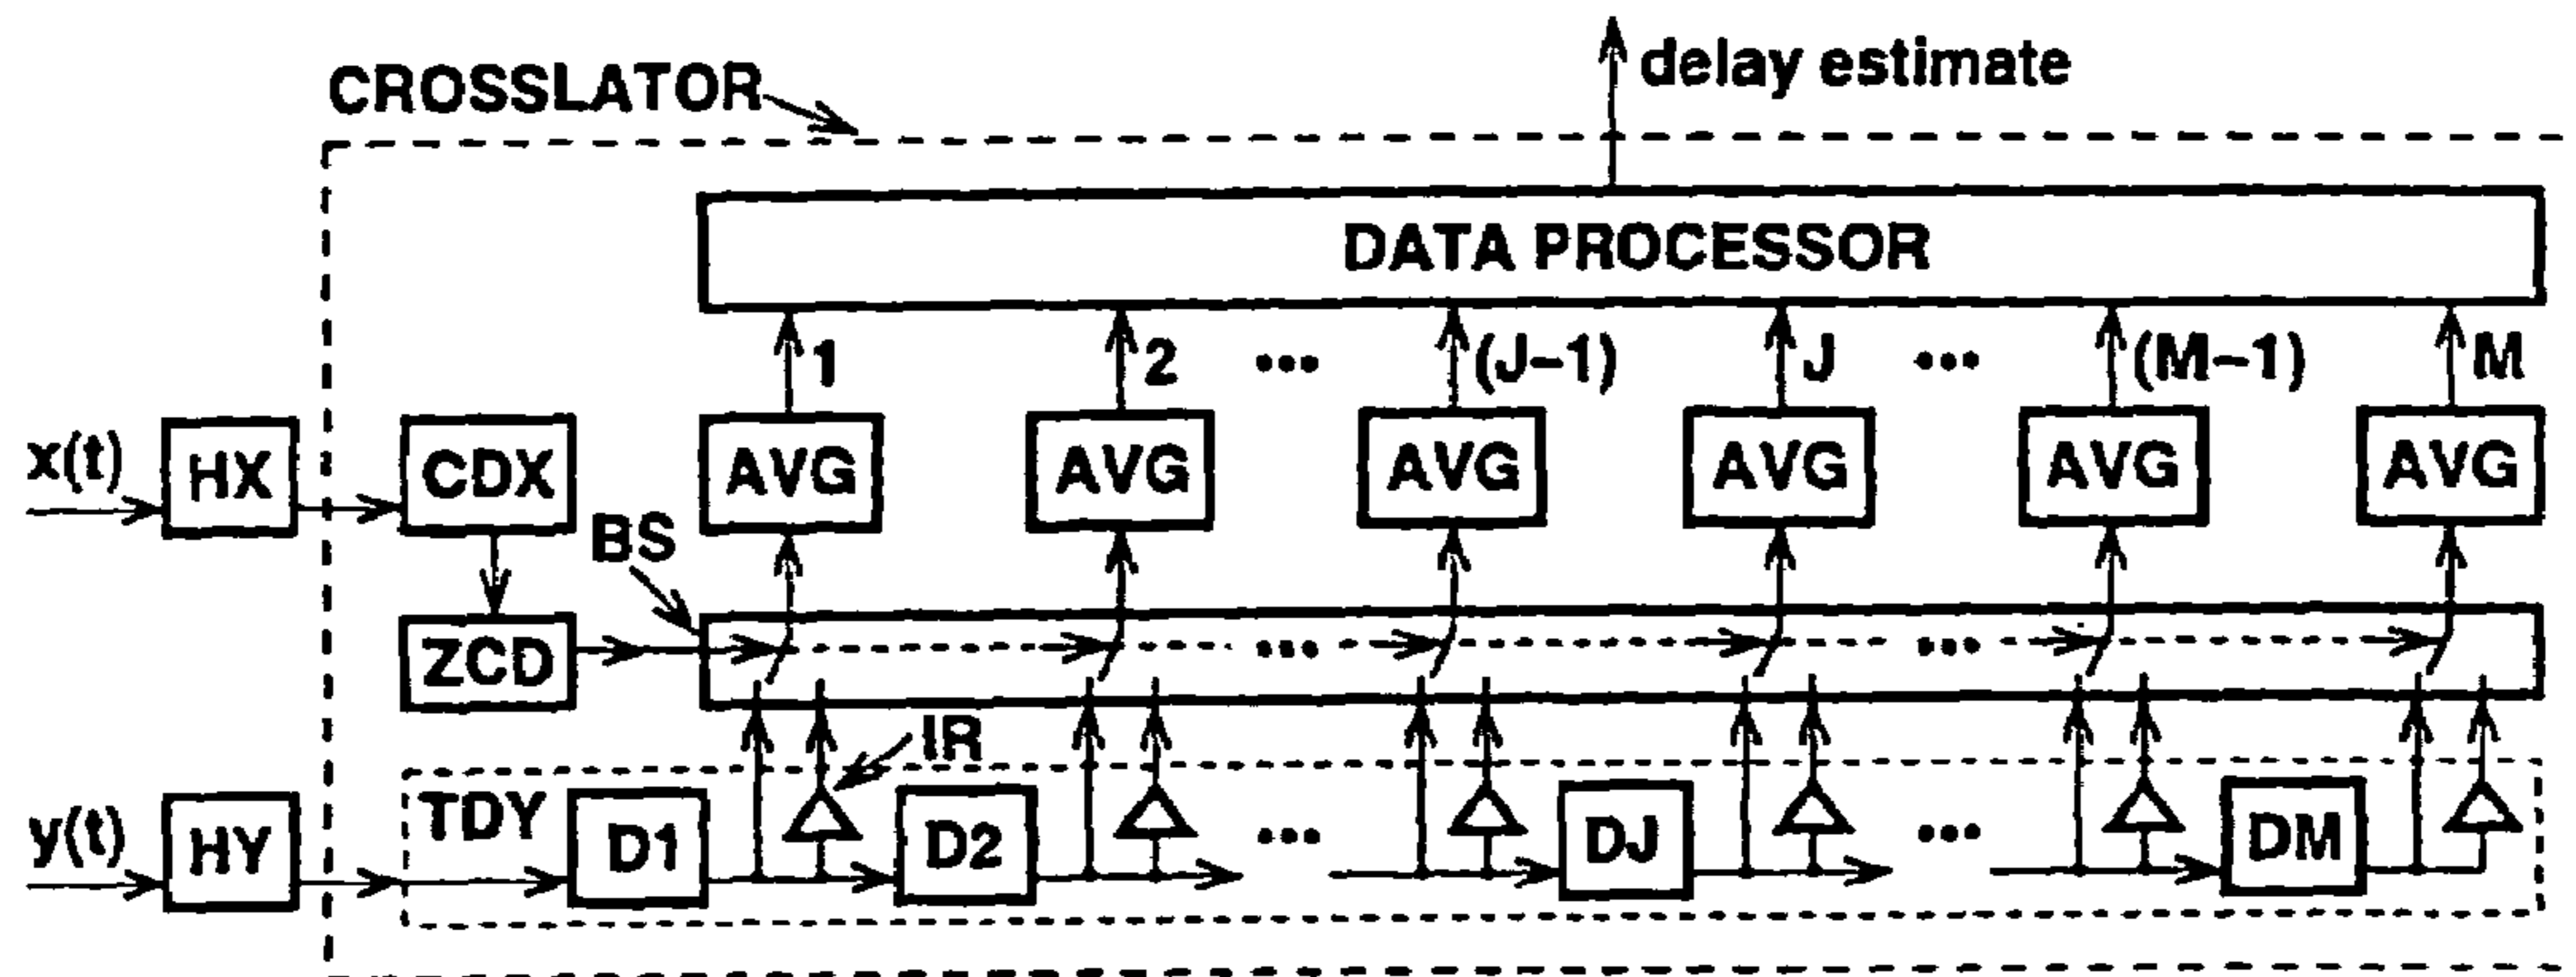 CROSSLATOR
delay estimate
DATA PROCESSOR
1 2 ... (J-1) J ... (M-1) M
x(t) HX CDX AVG AVG AVG AVG AVG AVG
BS
ZCD ... ...
IR
y(t) HY TDY D1 D2 ... DJ ... DM